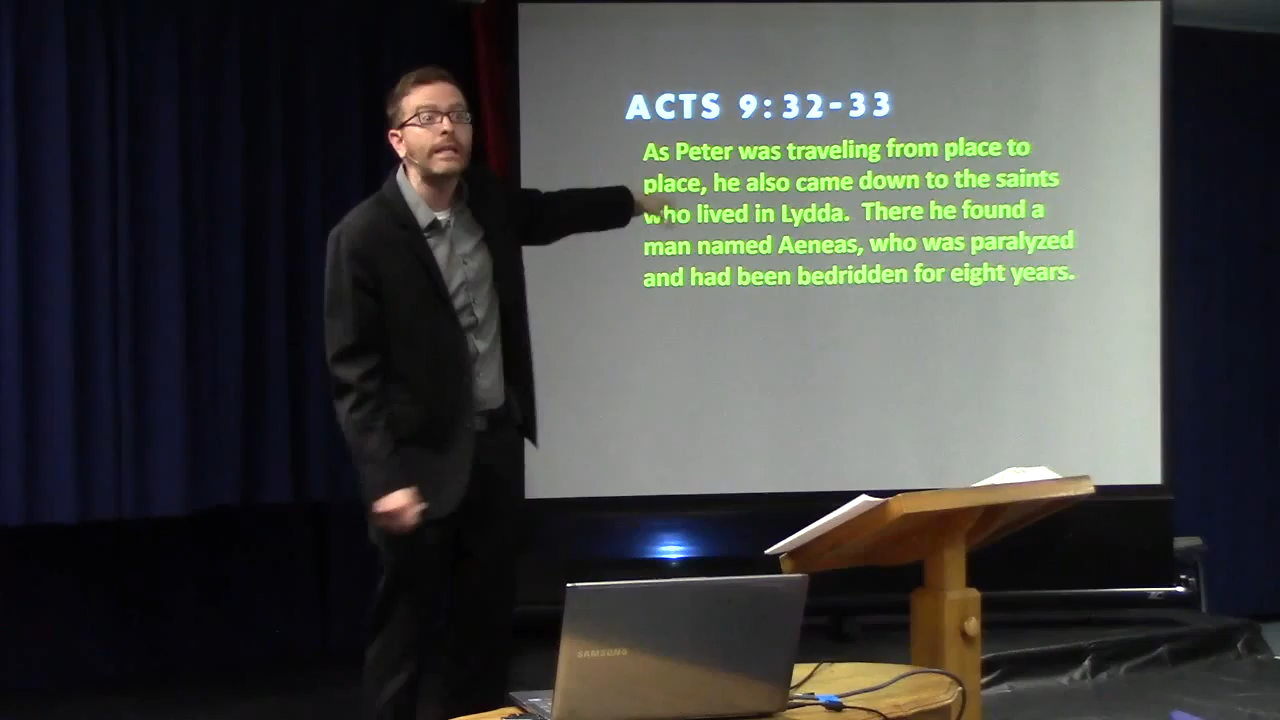 ACTS 9:32-33
As Peter was traveling from place to
place, he also came down to the saints
who lived in Lydda.  There he found a
man named Aeneas, who was paralyzed
and had been bedridden for eight years.
SAMSUNG